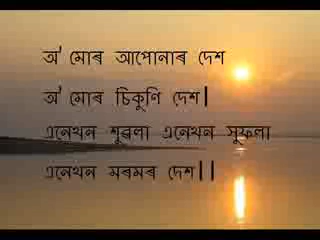 অ' মোৰ আপোনাৰ দেশ
অ' মোৰ চিকুণি দেশ।
এনেখন শুৱলা এনেখন সুফলা
এনেখন মৰমৰ দেশ।।